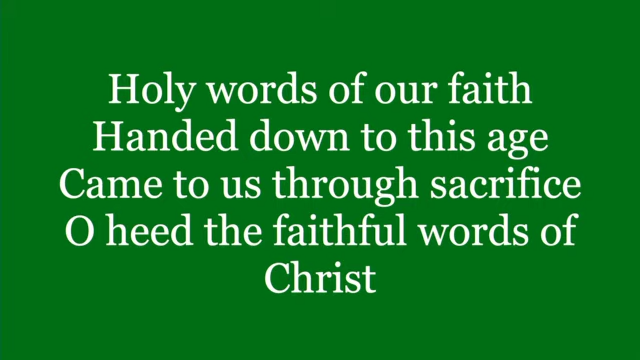 Holy words of our faith
Handed down to this age
Came to us through sacrifice
O heed the faithful words of
Christ